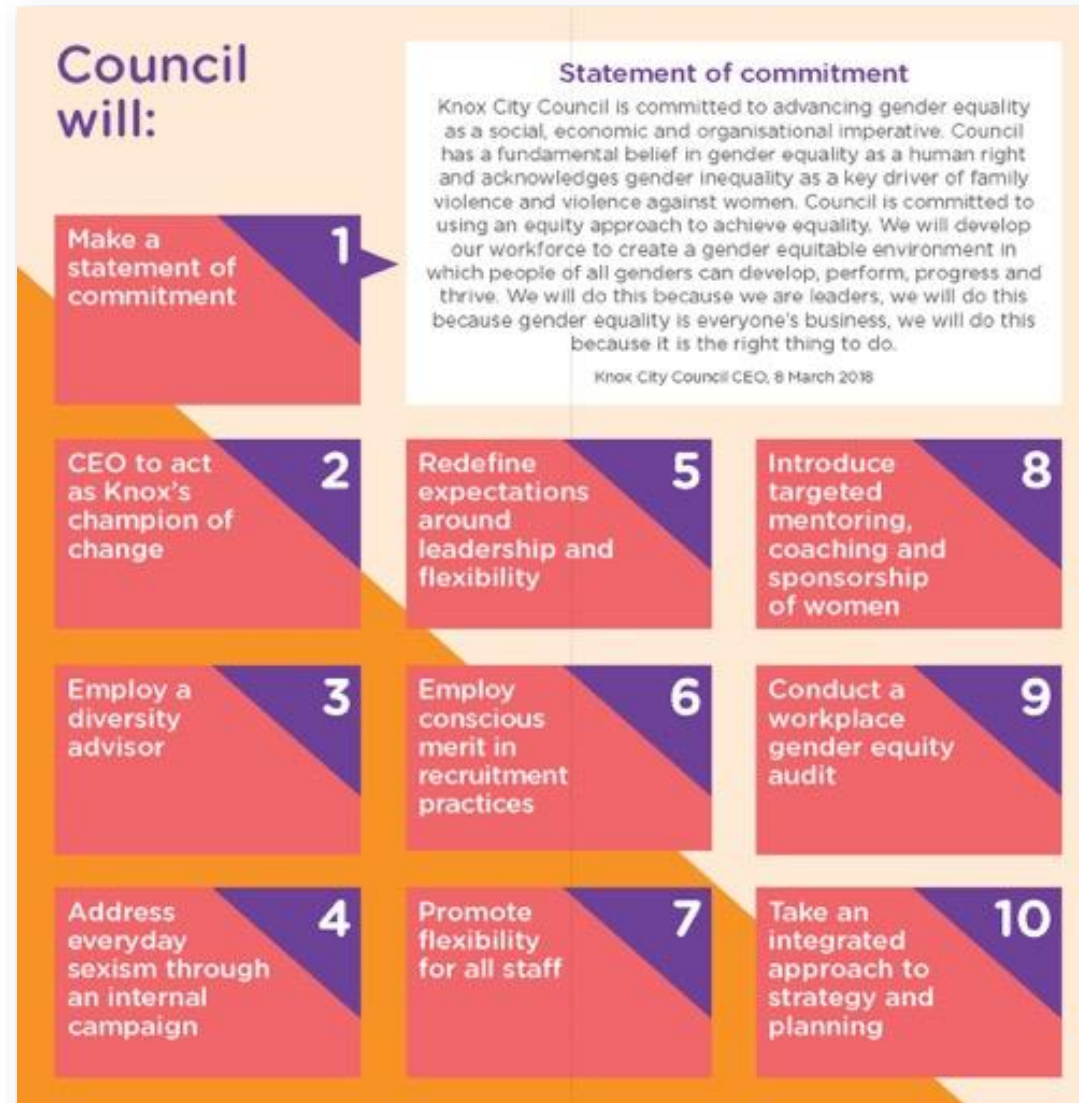 Council
will:
Statement of commitment
Knox City Council is committed to advancing gender equality
as a social, economic and organisational imperative. Council
has a fundamental belief in gender equality as a human right
and acknowledges gender inequality as a key driver of family
violence and violence against women. Council is committed to
using an equity approach to achieve equality. We will develop
our workforce to create a gender equitable environment in
which people of all genders can develop, perform, progress and
thrive. We will do this because we are leaders, we will do this
because gender equality is everyone's business, we will do this
because it is the right thing to do.
Knox City Council CEO, 8 March 2018
Make a
statement of
commitment
1
CEO to act
as Knox's
champion of
change
2
Employ a
diversity
advisor
3
Address
everyday
sexism through
an internal
campaign
4
Redefine
expectations
around
leadership and
flexibility
5
Employ
conscious
merit in
recruitment
practices
6
Promote
flexibility
for all staff
7
Introduce
targeted
mentoring,
coaching and
sponsorship
of women
8
Conduct a
workplace
gender equity
audit
9
Take an
integrated
approach to
strategy and
planning
10